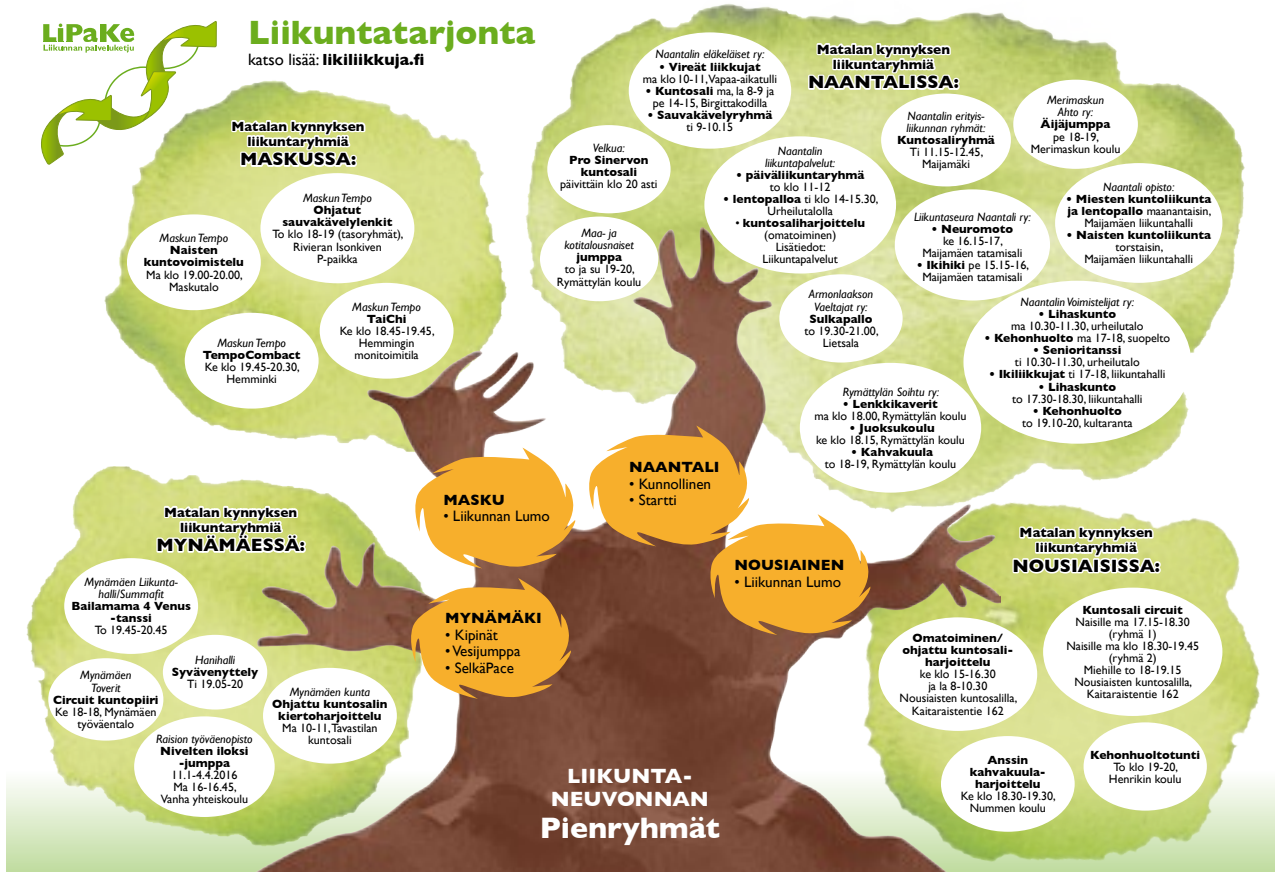 LiPaKe
Liikunnan palveluketju
Liikuntatarjonta
katso lisää: likiliikkuja.fi
Matalan kynnyksen
liikuntaryhmiä
MASKUSSA:
Maskun Tempo
Ohjatut
sauvakävelylenkit
To klo 18-19 (tasoryhmät),
Rivieran Isonkiven
P-paikka
Maskun Tempo
Naisten
kuntovoimistelu
Ma klo 19.00-20.00,
Maskutalo
Maskun Tempo
TaiChi
Ke klo 18.45-19.45,
Hemmingin
monitoimitila
Maskun Tempo
TempoCombact
Ke klo 19.45-20.30,
Hemminki
Matalan kynnyksen
liikuntaryhmiä
NAANTALISSA:
Naantalin eläkeläiset ry:
• Vireät liikkujat
ma klo 10-11, Vapaa-aikatulli
• Kuntosali ma, la 8-9 ja
pe 14-15, Birgittakodilla
• Sauvakävelyryhmä
ti 9-10.15
Velkua:
Pro Sinervon
kuntosali
päivittäin klo 20 asti
Maa- ja
kotitalousnaiset
jumppa
to ja su 19-20,
Rymättylän koulu
Naantalin
liikuntapalvelut:
• päiväliikuntaryhmä
to klo 11-12
• lentopalloa ti klo 14-15.30,
Urheilutalolla
• kuntosaliharjoittelu
(omatoiminen)
Lisätiedot:
Liikuntapalvelut
Naantalin erityis-
liikunnan ryhmät:
Kuntosaliryhmä
Ti 11.15-12.45,
Maijamäki
Merimaskun
Ahto ry:
Äijäjumppa
pe 18-19,
Merimaskun koulu
Naantali opisto:
• Miesten kuntoliikunta
ja lentopallo maanantaisin,
Maijamäen liikuntahalli
• Naisten kuntoliikunta
torstaisin,
Maijamäen liikuntahalli
Liikuntaseura Naantali ry:
• Neuromoto
ke 16.15-17,
Maijamäen tatamisali
• Ikihiki pe 15.15-16,
Maijamäen tatamisali
Armonlaakson
Vaeltajat ry:
Sulkapallo
to 19.30-21.00,
Lietsala
Naantalin Voimistelijat ry:
• Lihaskunto
ma 10.30-11.30, urheilutalo
• Kehonhuolto ma 17-18, suopelto
• Senioritanssi
ti 10.30-11.30, urheilutalo
• Ikiliikkujat ti 17-18, liikuntahalli
• Lihaskunto
to 17.30-18.30, liikuntahalli
• Kehonhuolto
to 19.10-20, kultaranta
Rymättylän Soihtu ry:
• Lenkkikaverit
ma klo 18.00, Rymättylän koulu
• Juoksukoulu
ke klo 18.15, Rymättylän koulu
• Kahvakuula
to 18-19, Rymättylän koulu
MASKU
• Liikunnan Lumo
NAANTALI
• Kunnollinen
• Startti
NOUSIAINEN
• Liikunnan Lumo
MYNÄMÄKI
• Kipinät
• Vesijumppa
• SelkäPace
Matalan kynnyksen
liikuntaryhmiä
MYNÄMÄESSÄ:
Mynämäen Liikunta-
halli/Summafit
Bailamama 4 Venus
-tanssi
To 19.45-20.45
Hanihalli
Syvävenyttely
Ti 19.05-20
Mynämäen
Toverit
Circuit kuntopiiri
Ke 18-18, Mynämäen
työväentalo
Mynämäen kunta
Ohjattu kuntosalin
kiertoharjoittelu
Ma 10-11, Tavastilan
kuntosali
Raision työväenopisto
Nivelten iloksi
-jumppa
11.1-4.4.2016
Ma 16-16.45,
Vanha yhteiskoulu
Matalan kynnyksen
liikuntaryhmiä
NOUSIAISISSA:
Kuntosali circuit
Naisille ma 17.15-18.30
(ryhmä 1)
Naisille ma klo 18.30-19.45
(ryhmä 2)
Miehille to 18-19.15
Nousiaisten kuntosalilla,
Kaitaraistentie 162
Omatoiminen/
ohjattu kuntosali-
harjoittelu
ke klo 15-16.30
ja la 8-10.30
Nousiaisten kuntosalilla,
Kaitaraistentie 162
Anssin
kahvakuula-
harjoittelu
Ke klo 18.30-19.30,
Nummen koulu
Kehonhuoltotunti
To klo 19-20,
Henrikin koulu
LIIKUNTA-
NEUVONNAN
Pienryhmät